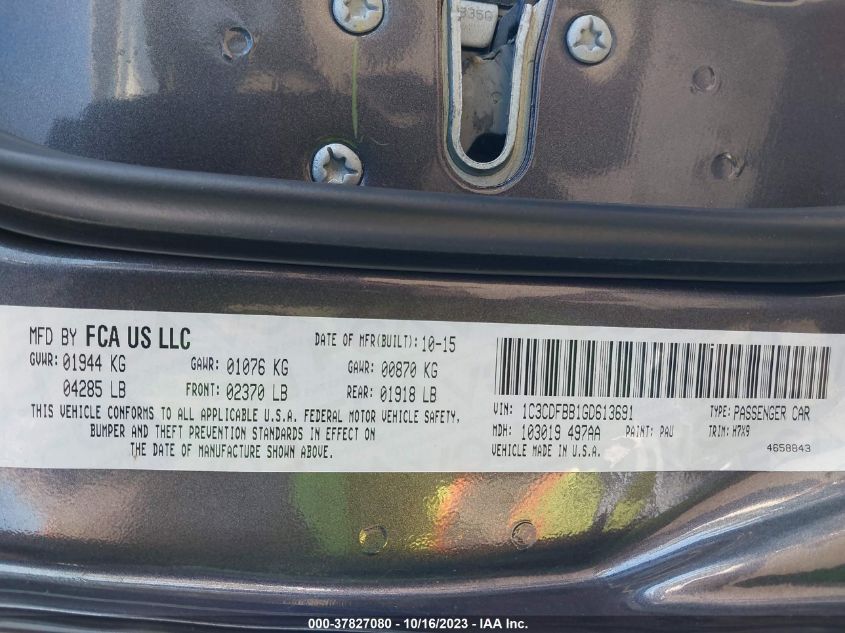 335G
MFD BY FCA US LLC
DATE OF MFR(BUILT): 10-15
GVWR: 01944 KG GAWR: 01076 KG 00870 KG
04285 LB FRONT: 02370 LB REAR: 01918 LB
THIS VEHICLE CONFORMS TO ALL APPLICABLE U.S.A. FEDERAL MOTOR VEHICLE SAFETY,
BUMPER AND THEFT PREVENTION STANDARDS IN EFFECT ON
THE DATE OF MANUFACTURE SHOWN ABOVE.
VIN: 1C3CDFBB1GD613691 TYPE: PASSENGER CAR
MDH: 103019 497AA PAINT: PAU TRIM: H7X9
VEHICLE MADE IN U.S.A. 4658843
000-37827080 - 10/16/2023 - IAA Inc.